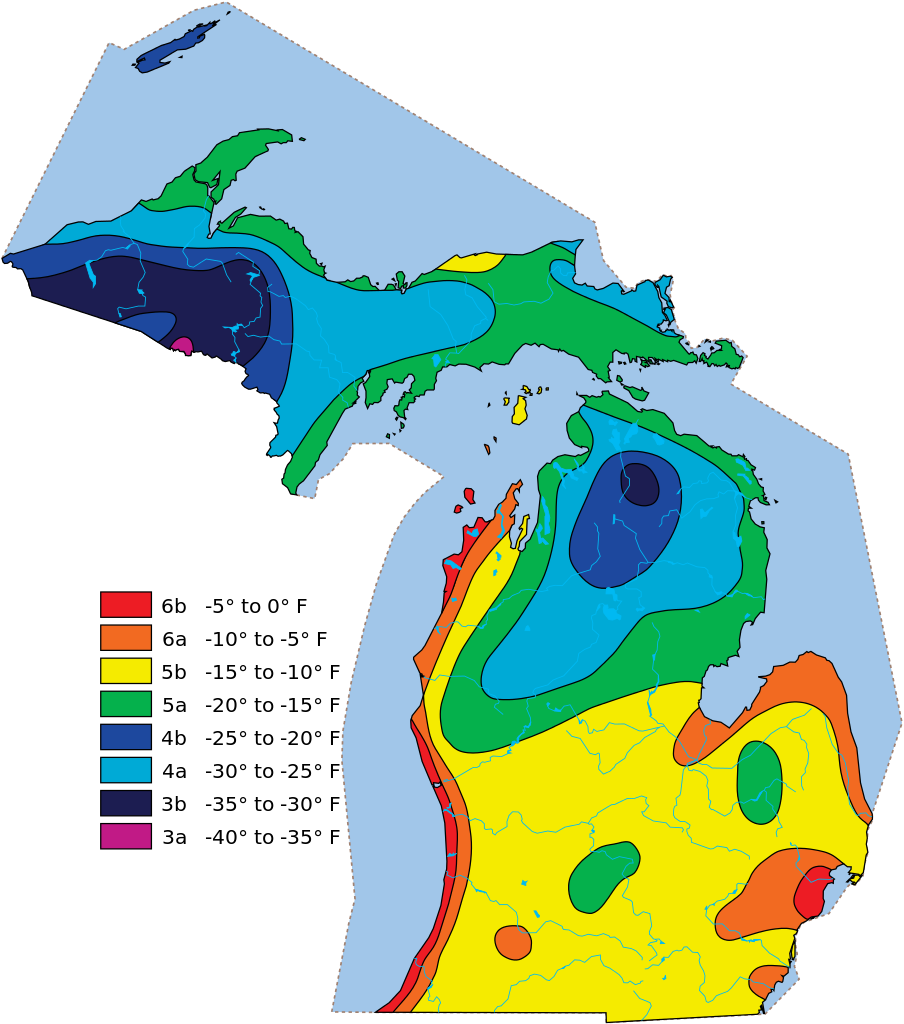 6b -5° to 0° F
6a -10° to -5° F
5b -15° to -10° F
5a -20° to -15° F
4b -25° to -20° F
4a -30° to -25° F
3b -35° to -30° F
3a -40° to -35° F